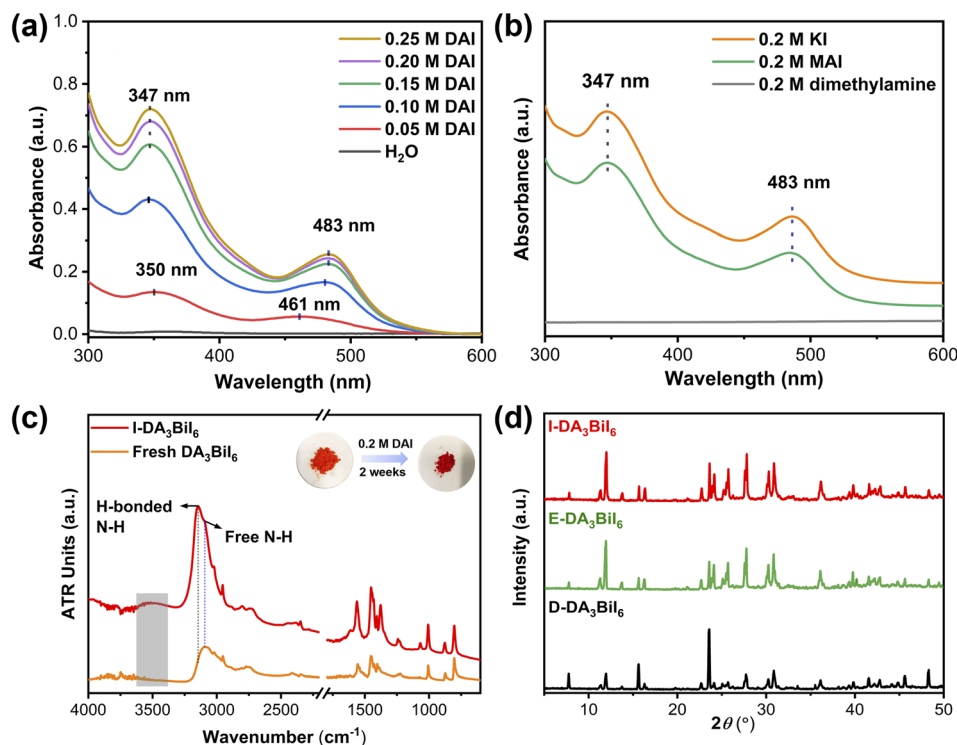 (a)
0.25 M DAI
0.20 M DAI
0.15 M DAI
0.10 M DAI
0.05 M DAI
H₂O
347 nm
483 nm
350 nm
461 nm
1.0
0.8
0.6
0.4
0.2
0.0
Absorbance (a.u.)
300
400
500
600
Wavelength (nm)
(b)
0.2 M KI
0.2 M MAI
0.2 M dimethylamine
347 nm
483 nm
Absorbance (a.u.)
300
400
500
600
Wavelength (nm)
(c)
I-DA₃BiI₆
Fresh DA₃BiI₆
0.2 M DAI
2 weeks
H-bonded
N-H
Free N-H
ATR Units (a.u.)
4000
3000
2000
1000
Wavenumber (cm⁻¹)
(d)
I-DA₃BiI₆
E-DA₃BiI₆
D-DA₃BiI₆
Intensity (a.u.)
10
20
30
40
50
2θ (°)